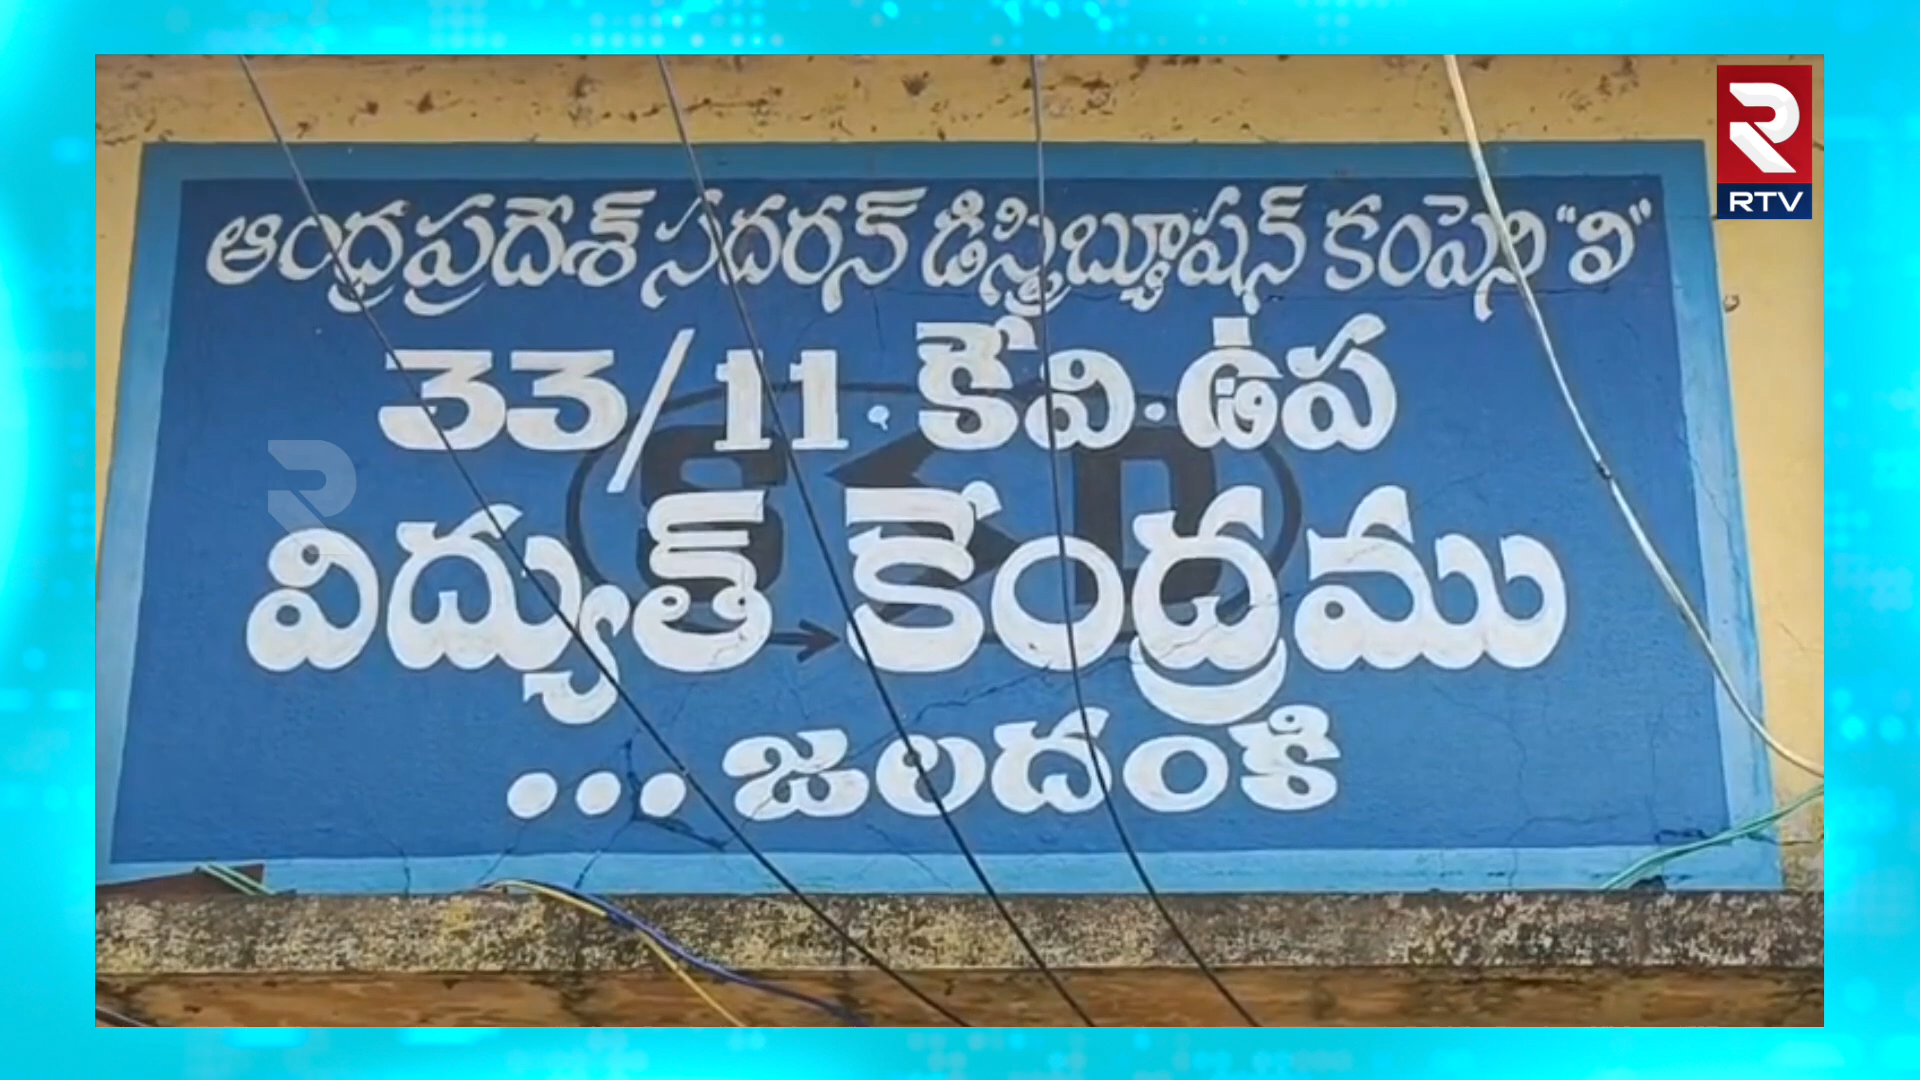 ఆంధ్రప్రదేశ్ సదరన్ డిస్ట్రిబ్యూషన్ కంపెని "లి"
33/11 . కేవి . ఉప
విద్యుత్ కేంద్రము
... జలదంకి
RTV